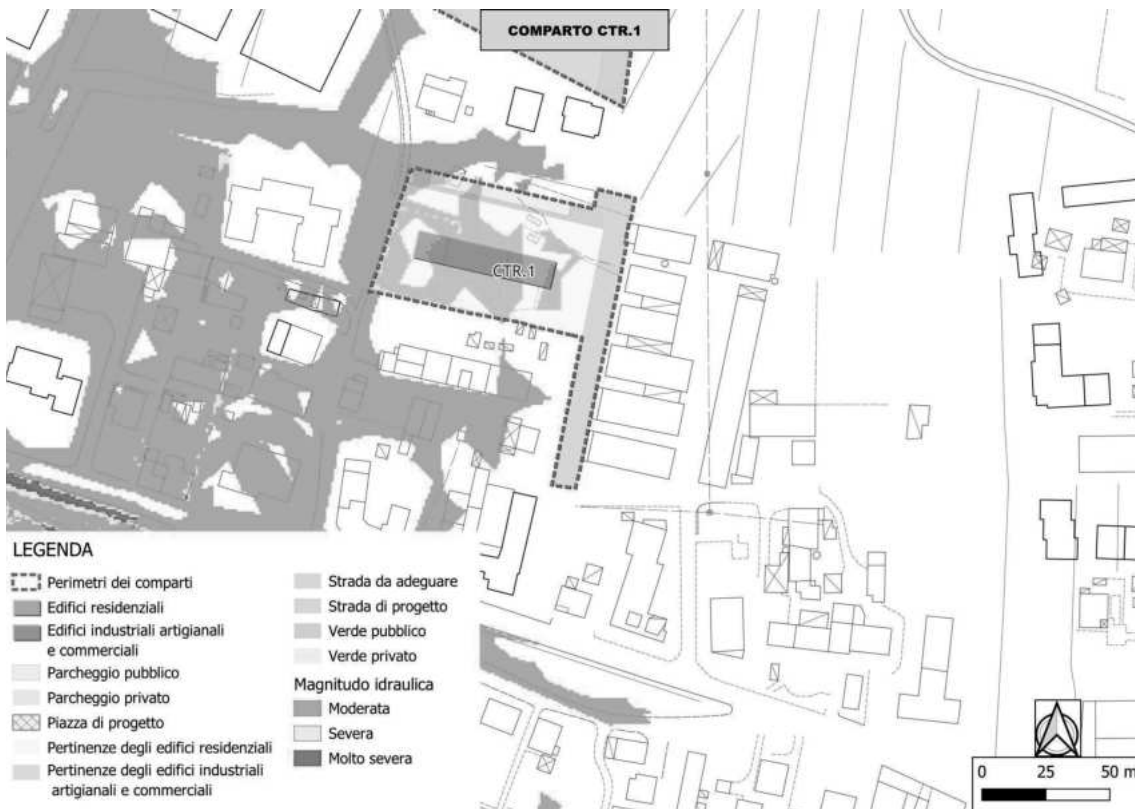 COMPARTO CTR.1
CTR.1
LEGENDA
Perimetri dei comparti
Edifici residenziali
Edifici industriali artigianali
e commerciali
Parcheggio pubblico
Parcheggio privato
Piazza di progetto
Pertinenze degli edifici residenziali
Pertinenze degli edifici industriali
artigianali e commerciali
Strada da adeguare
Strada di progetto
Verde pubblico
Verde privato
Magnitudo idraulica
Moderata
Severa
Molto severa
0 25 50 m